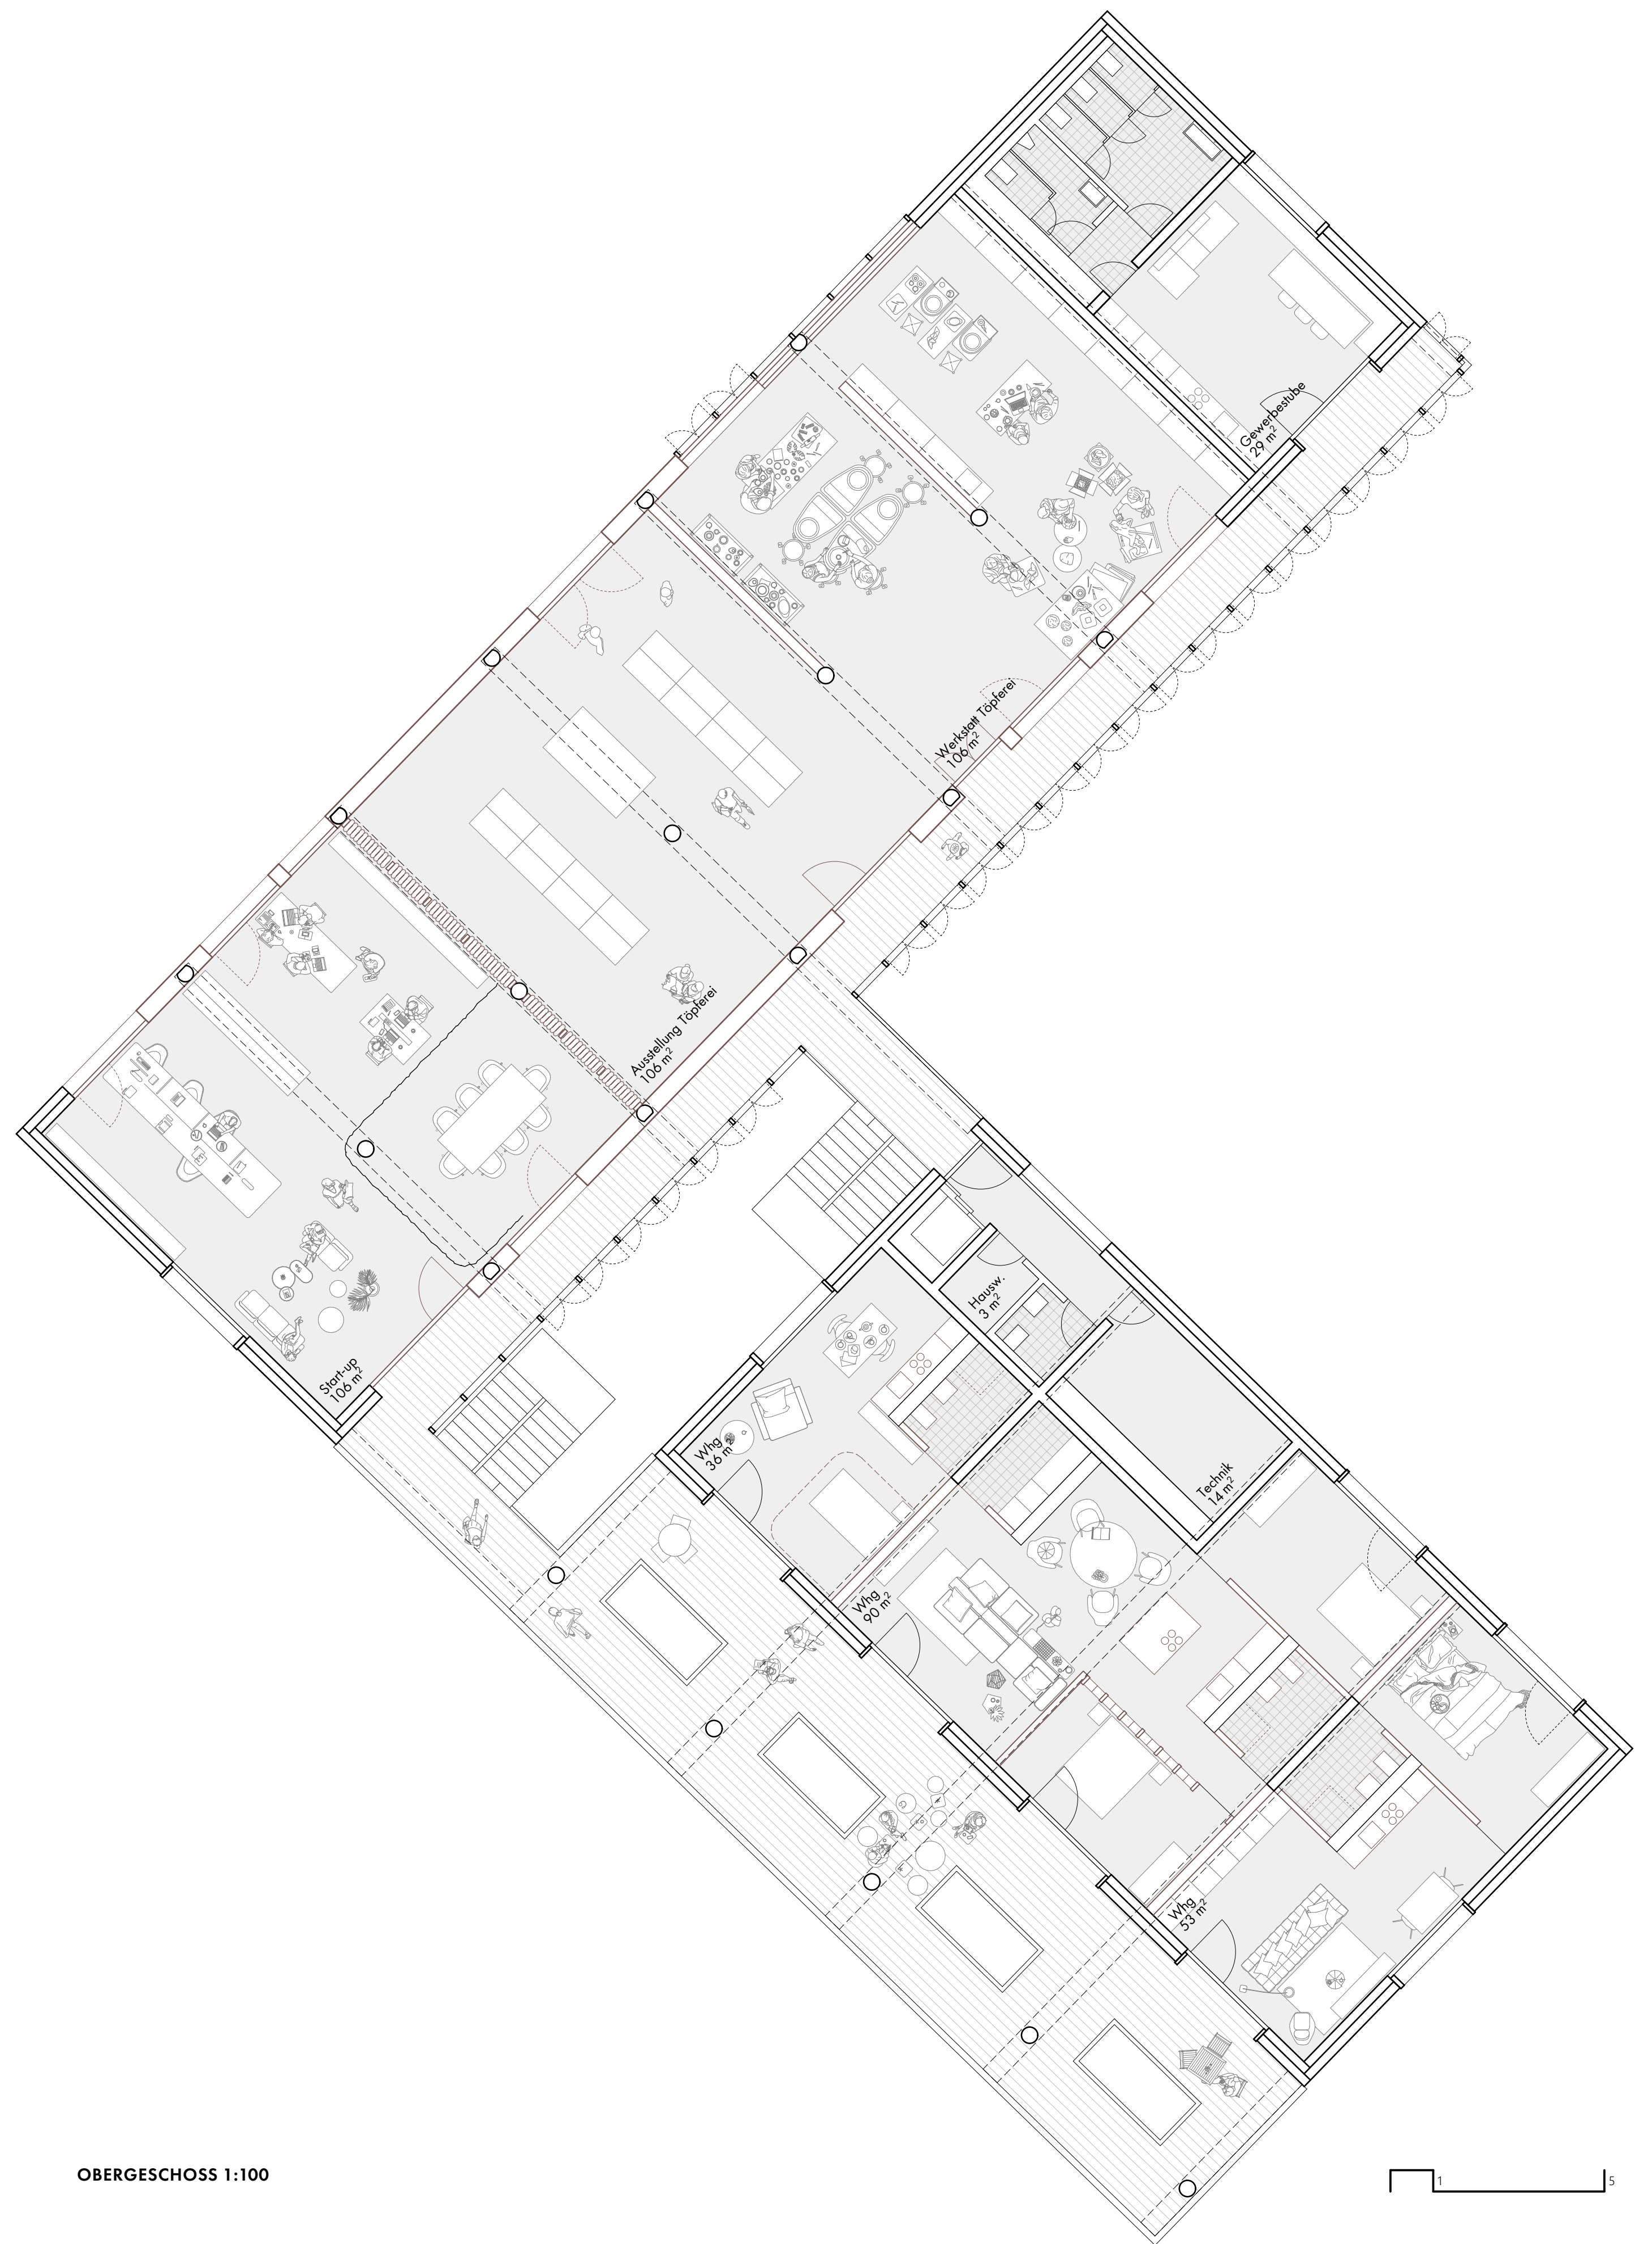 Gewerbestube
29 m²
Werkstatt Töpferei
106 m²
Ausstellung Töpferei
106 m²
Start-up
106 m²
Hausw.
3 m²
Whg
36 m²
Technik
14 m²
Whg
90 m²
Whg
53 m²
OBERGESCHOSS 1:100
1
5